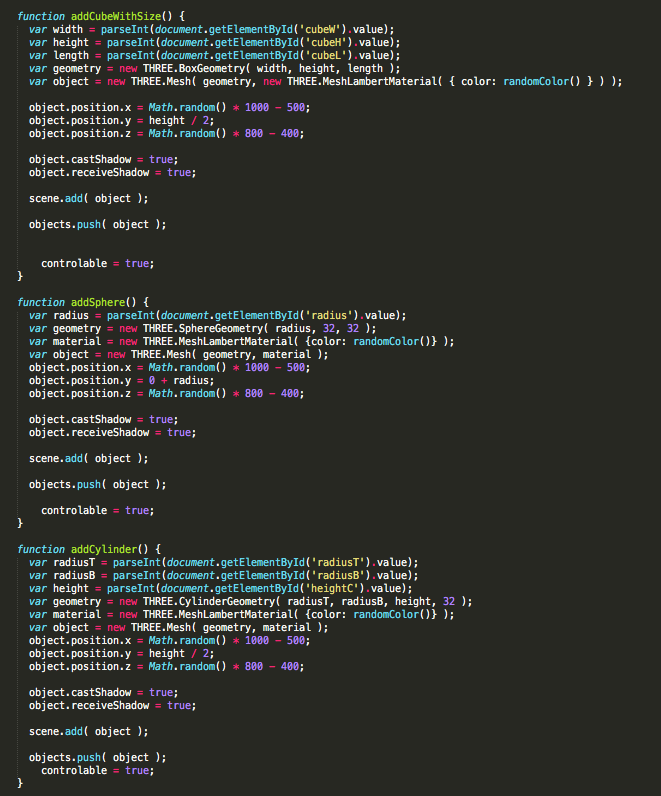 function addCubeWithSize() {
var width = parseInt(document.getElementById('cubeW').value);
var height = parseInt(document.getElementById('cubeH').value);
var length = parseInt(document.getElementById('cubeL').value);
var geometry = new THREE.BoxGeometry( width, height, length );
var object = new THREE.Mesh( geometry, new THREE.MeshLambertMaterial( { color: randomColor() } ) );
object.position.x = Math.random() * 1000 - 500;
object.position.y = height / 2;
object.position.z = Math.random() * 800 - 400;
object.castShadow = true;
object.receiveShadow = true;
scene.add( object );
objects.push( object );
controlable = true;
}
function addSphere() {
var radius = parseInt(document.getElementById('radius').value);
var geometry = new THREE.SphereGeometry( radius, 32, 32 );
var material = new THREE.MeshLambertMaterial( {color: randomColor()} );
var object = new THREE.Mesh( geometry, material );
object.position.x = Math.random() * 1000 - 500;
object.position.y = 0 + radius;
object.position.z = Math.random() * 800 - 400;
object.castShadow = true;
object.receiveShadow = true;
scene.add( object );
objects.push( object );
controlable = true;
}
function addCylinder() {
var radiusT = parseInt(document.getElementById('radiusT').value);
var radiusB = parseInt(document.getElementById('radiusB').value);
var height = parseInt(document.getElementById('heightC').value);
var geometry = new THREE.CylinderGeometry( radiusT, radiusB, height, 32 );
var material = new THREE.MeshLambertMaterial( {color: randomColor()} );
var object = new THREE.Mesh( geometry, material );
object.position.x = Math.random() * 1000 - 500;
object.position.y = height / 2;
object.position.z = Math.random() * 800 - 400;
object.castShadow = true;
object.receiveShadow = true;
scene.add( object );
objects.push( object );
controlable = true;
}